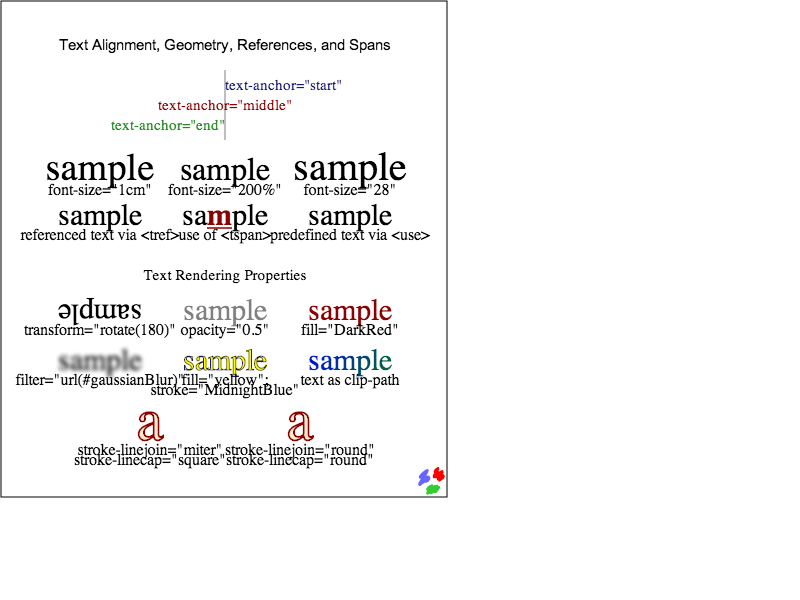 Text Alignment, Geometry, References, and Spans
text-anchor="start"
text-anchor="middle"
text-anchor="end"
sample sample sample
font-size="1cm" font-size="200%" font-size="28"
sample sample sample
referenced text via <tref> use of <tspan> predefined text via <use>
Text Rendering Properties
sample sample sample
transform="rotate(180)" opacity="0.5" fill="DarkRed"
sample sample sample
filter="url(#gaussianBlur)" fill="yellow"; text as clip-path
stroke="MidnightBlue"
a a
stroke-linejoin="miter" stroke-linejoin="round"
stroke-linecap="square" stroke-linecap="round"